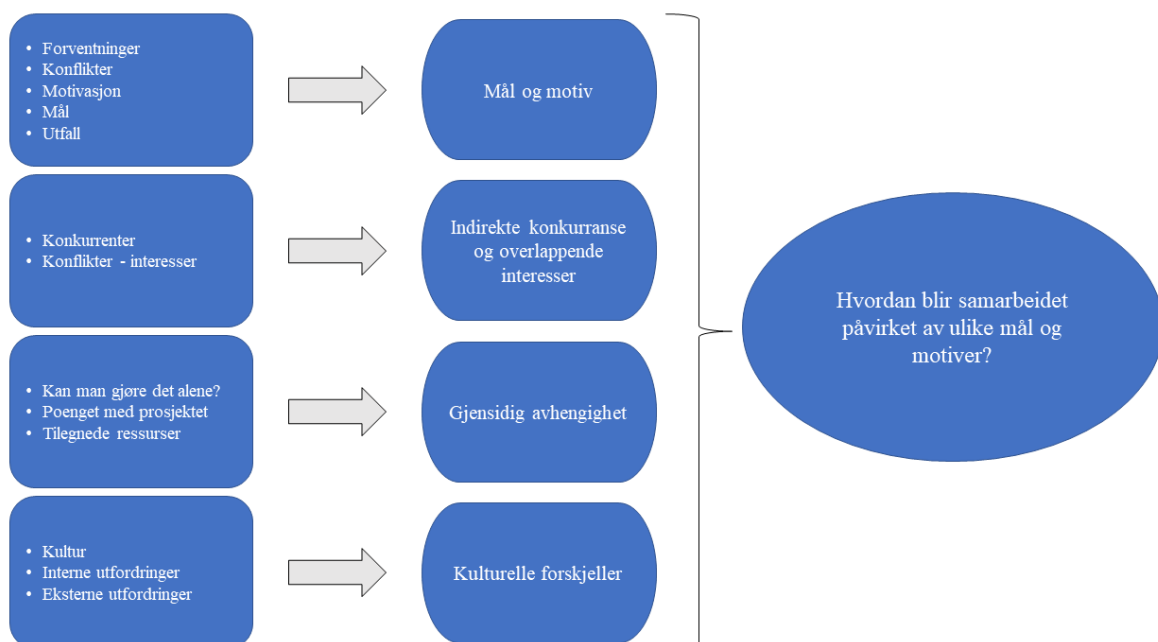 • Forventninger
• Konflikter
• Motivasjon
• Mål
• Utfall
Mål og motiv
• Konkurrenter
• Konflikter - interesser
Indirekte konkurranse
og overlappende
interesser
• Kan man gjøre det alene?
• Poenget med prosjektet
• Tilegnede ressurser
Gjensidig avhengighet
• Kultur
• Interne utfordringer
• Eksterne utfordringer
Kulturelle forskjeller
Hvordan blir samarbeidet
påvirket av ulike mål og
motiver?